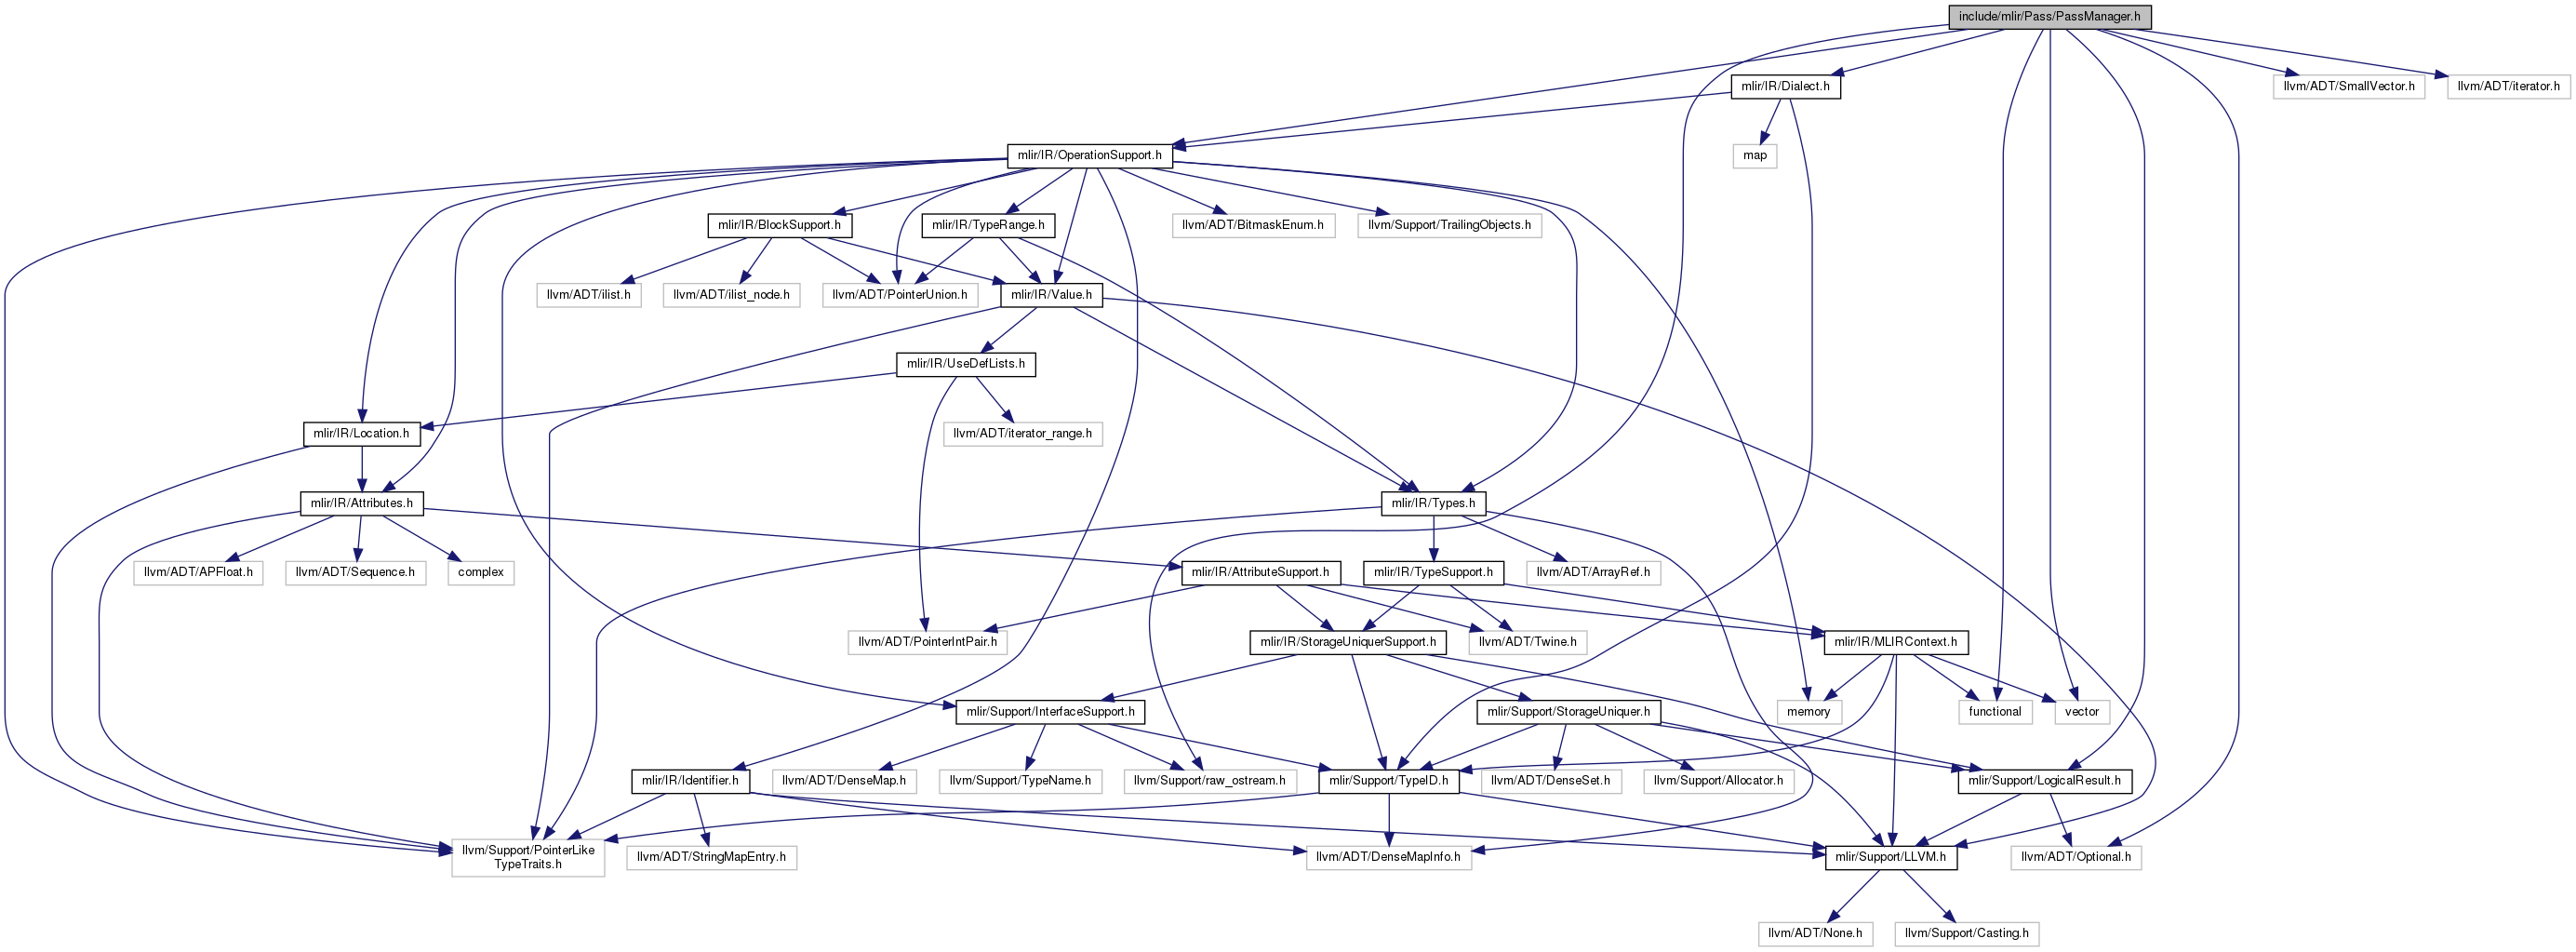 include/mlir/Pass/PassManager.h
mlir/IR/Dialect.h
llvm/ADT/SmallVector.h
llvm/ADT/iterator.h
mlir/IR/OperationSupport.h
map
mlir/IR/BlockSupport.h
mlir/IR/TypeRange.h
llvm/ADT/BitmaskEnum.h
llvm/Support/TrailingObjects.h
llvm/ADT/ilist.h
llvm/ADT/ilist_node.h
llvm/ADT/PointerUnion.h
mlir/IR/Value.h
mlir/IR/UseDefLists.h
mlir/IR/Location.h
llvm/ADT/iterator_range.h
mlir/IR/Attributes.h
mlir/IR/Types.h
llvm/ADT/APFloat.h
llvm/ADT/Sequence.h
complex
mlir/IR/AttributeSupport.h
mlir/IR/TypeSupport.h
llvm/ADT/ArrayRef.h
llvm/ADT/PointerIntPair.h
mlir/IR/StorageUniquerSupport.h
llvm/ADT/Twine.h
mlir/IR/MLIRContext.h
mlir/Support/InterfaceSupport.h
mlir/Support/StorageUniquer.h
memory
functional
vector
mlir/IR/Identifier.h
llvm/ADT/DenseMap.h
llvm/Support/TypeName.h
llvm/Support/raw_ostream.h
mlir/Support/TypeID.h
llvm/ADT/DenseSet.h
llvm/Support/Allocator.h
mlir/Support/LogicalResult.h
llvm/Support/PointerLike
TypeTraits.h
llvm/ADT/StringMapEntry.h
llvm/ADT/DenseMapInfo.h
mlir/Support/LLVM.h
llvm/ADT/Optional.h
llvm/ADT/None.h
llvm/Support/Casting.h